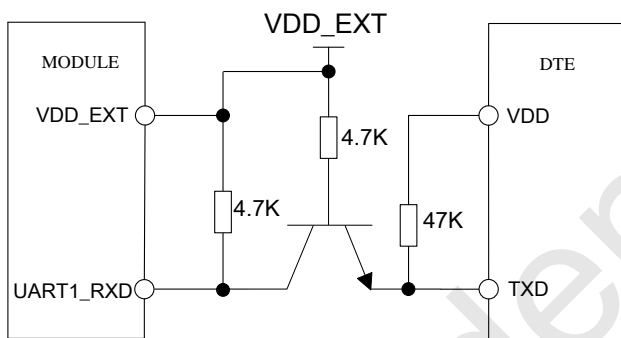 VDD_EXT
MODULE
DTE
VDD_EXT
VDD
4.7K
4.7K
47K
UART1_RXD
TXD